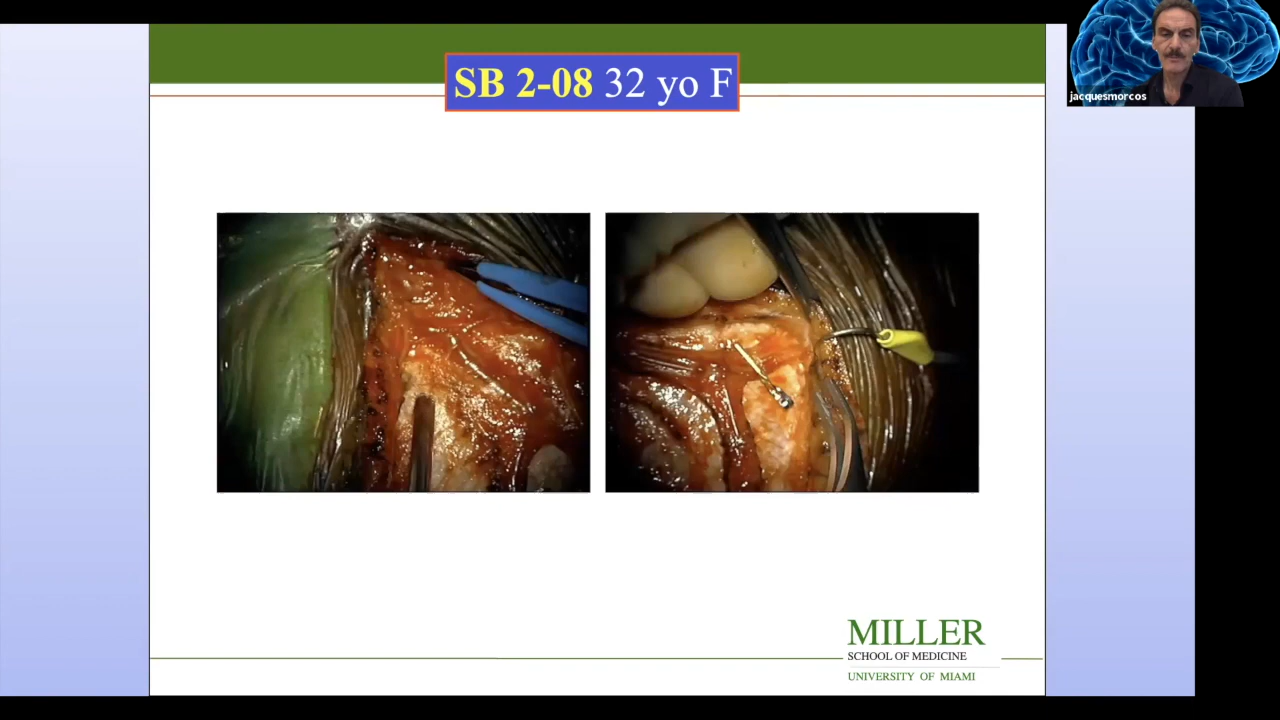 jacquesmorcos
SB 2-08 32 yo F
MILLER
SCHOOL OF MEDICINE
UNIVERSITY OF MIAMI